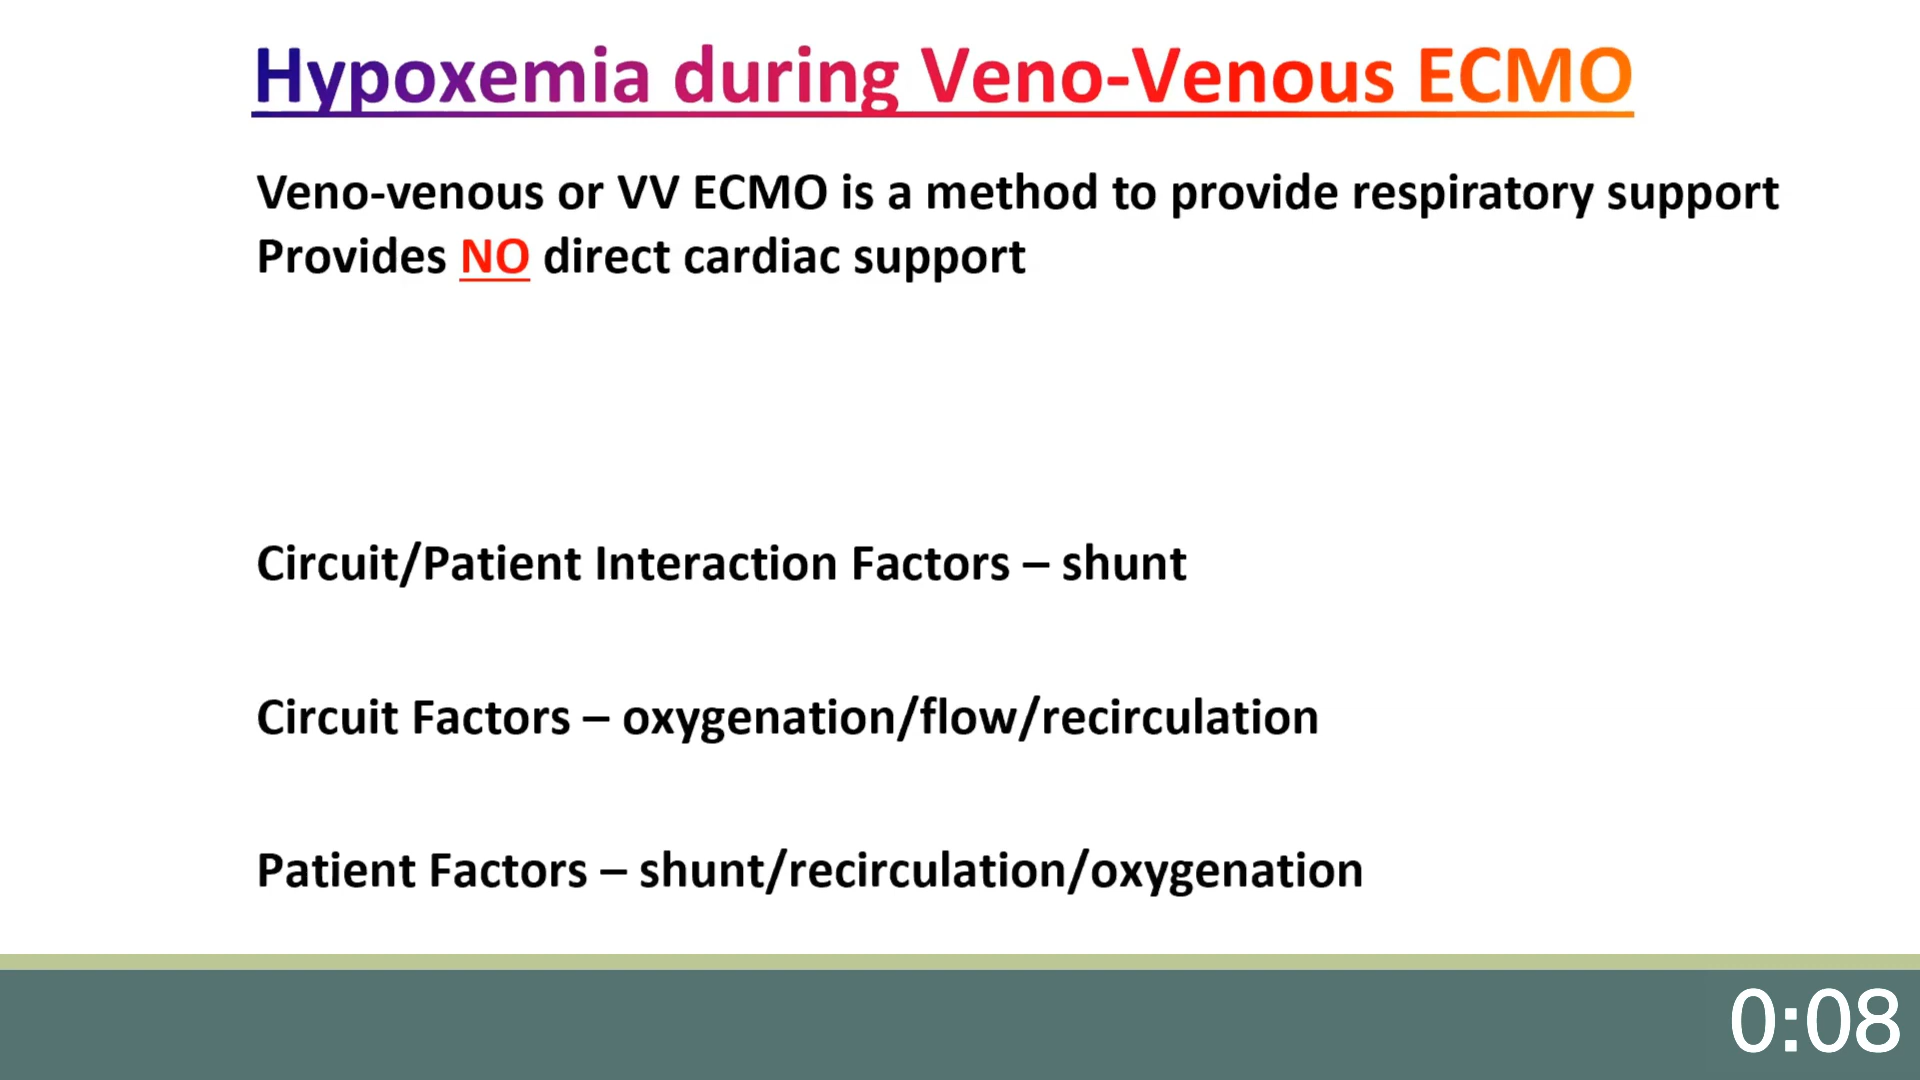 Hypoxemia during Veno-Venous ECMO
Veno-venous or VV ECMO is a method to provide respiratory support
Provides NO direct cardiac support
Circuit/Patient Interaction Factors – shunt
Circuit Factors – oxygenation/flow/recirculation
Patient Factors – shunt/recirculation/oxygenation
0:08